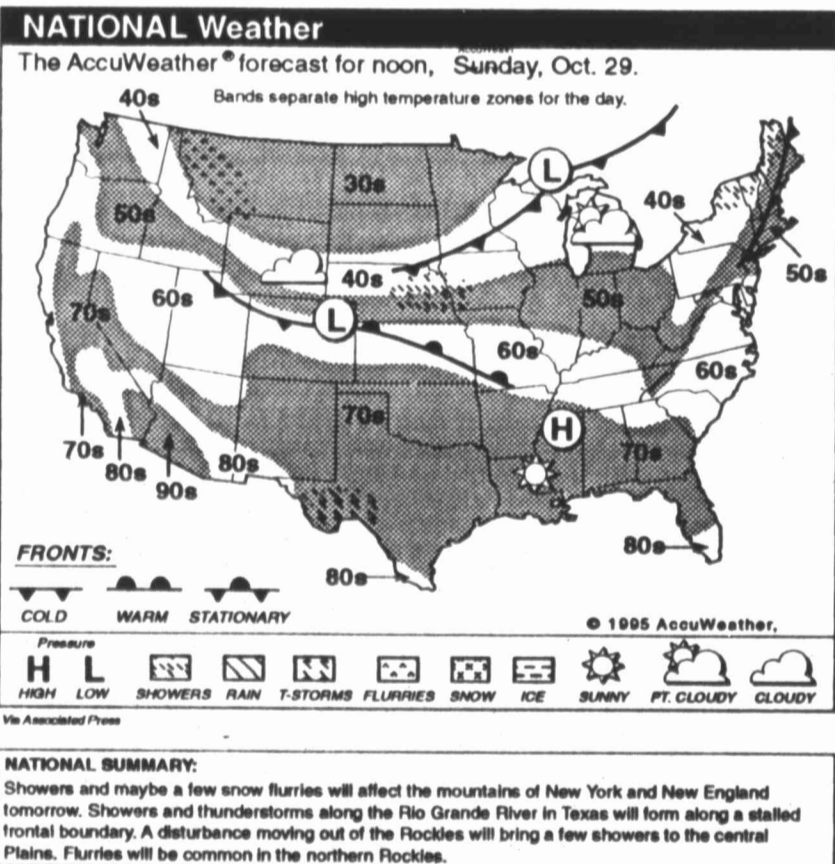 NATIONAL Weather
The AccuWeather® forecast for noon, Sunday, Oct. 29.
Bands separate high temperature zones for the day.
40s
30s
L
40s
50s
50s
40s
60s
70s
50s
L
60s
60s
70s
H
70s
70s
80s
90s
80s
80s
80s
FRONTS:
COLD WARM STATIONARY
© 1995 AccuWeather,
Pressure
H L
HIGH LOW SHOWERS RAIN T-STORMS FLURRIES SNOW ICE SUNNY PT. CLOUDY CLOUDY
Via Associated Press
NATIONAL SUMMARY:
Showers and maybe a few snow flurries will affect the mountains of New York and New England
tomorrow. Showers and thunderstorms along the Rio Grande River in Texas will form along a stalled
frontal boundary. A disturbance moving out of the Rockies will bring a few showers to the central
Plains. Flurries will be common in the northern Rockies.